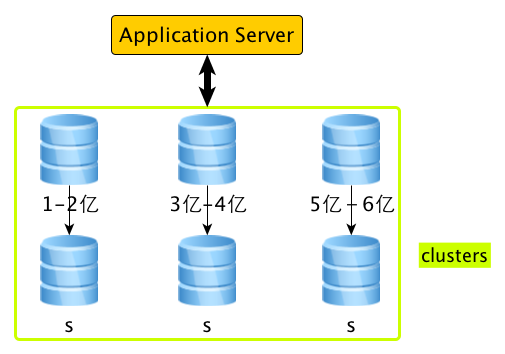 Application Server
1-2亿
3亿-4亿
5亿 - 6亿
clusters
s
s
s